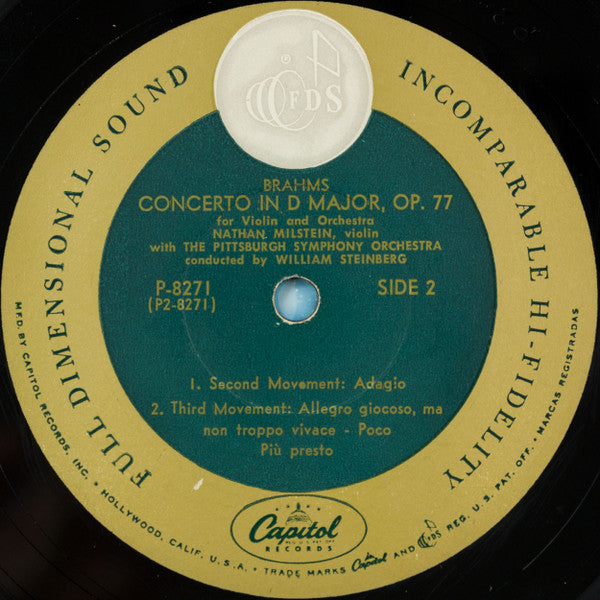 FULL DIMENSIONAL SOUND
INCOMPARABLE HI-FIDELITY
® FDS
BRAHMS
CONCERTO IN D MAJOR, OP. 77
for Violin and Orchestra
NATHAN MILSTEIN, violin
with THE PITTSBURGH SYMPHONY ORCHESTRA
conducted by WILLIAM STEINBERG
P-8271
(P2-8271)
SIDE 2
1. Second Movement: Adagio
2. Third Movement: Allegro giocoso, ma
non troppo vivace - Poco
Più presto
Capitol
RECORDS
MFD. BY CAPITOL RECORDS, INC. • HOLLYWOOD, CALIF. U.S.A. • TRADE MARKS Capitol AND FDS REG. U.S. PAT. OFF. • MARCAS REGISTRADAS